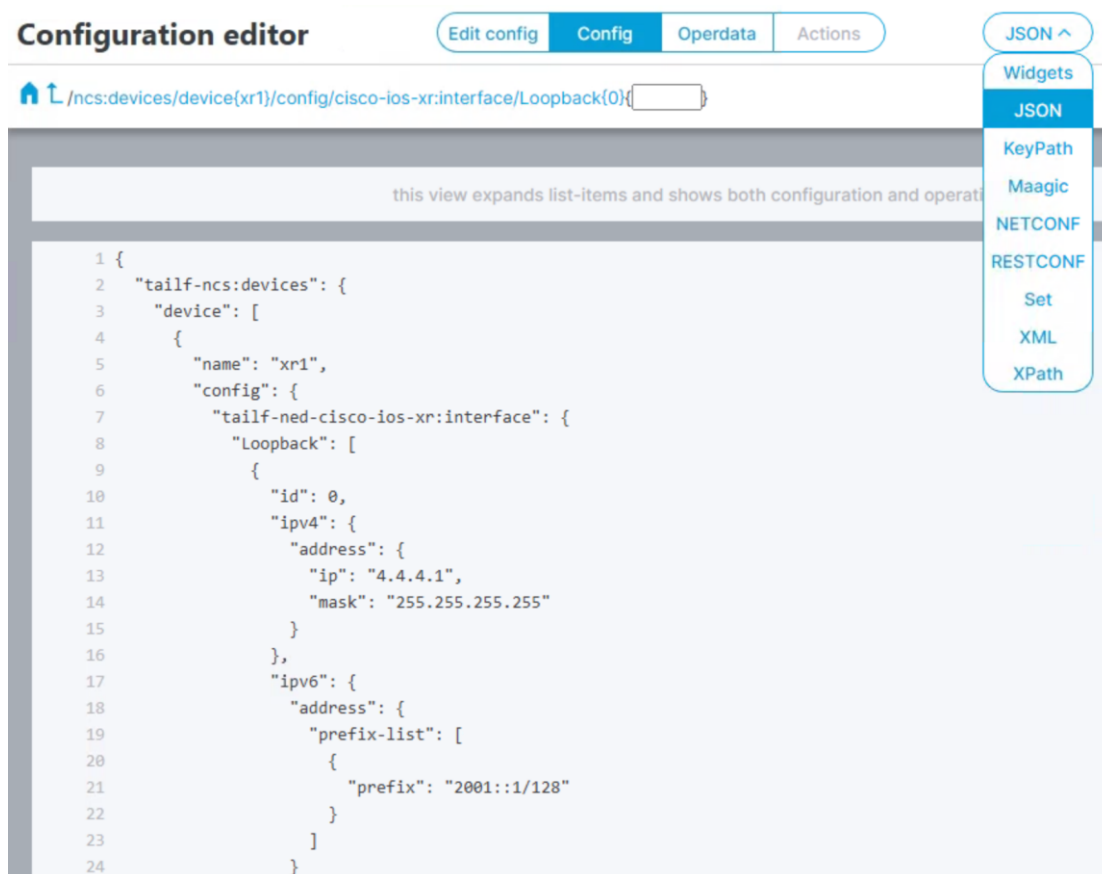 Configuration editor
Edit config
Config
Operdata
Actions
JSON
Widgets
JSON
KeyPath
Maagic
NETCONF
RESTCONF
Set
XML
XPath
/ncs:devices/device{xr1}/config/cisco-ios-xr:interface/Loopback{0}{ }
this view expands list-items and shows both configuration and operati
1 {
2 "tailf-ncs:devices": {
3 "device": [
4 {
5 "name": "xr1",
6 "config": {
7 "tailf-ned-cisco-ios-xr:interface": {
8 "Loopback": [
9 {
10 "id": 0,
11 "ipv4": {
12 "address": {
13 "ip": "4.4.4.1",
14 "mask": "255.255.255.255"
15 }
16 },
17 "ipv6": {
18 "address": {
19 "prefix-list": [
20 {
21 "prefix": "2001::1/128"
22 }
23 ]
24 }